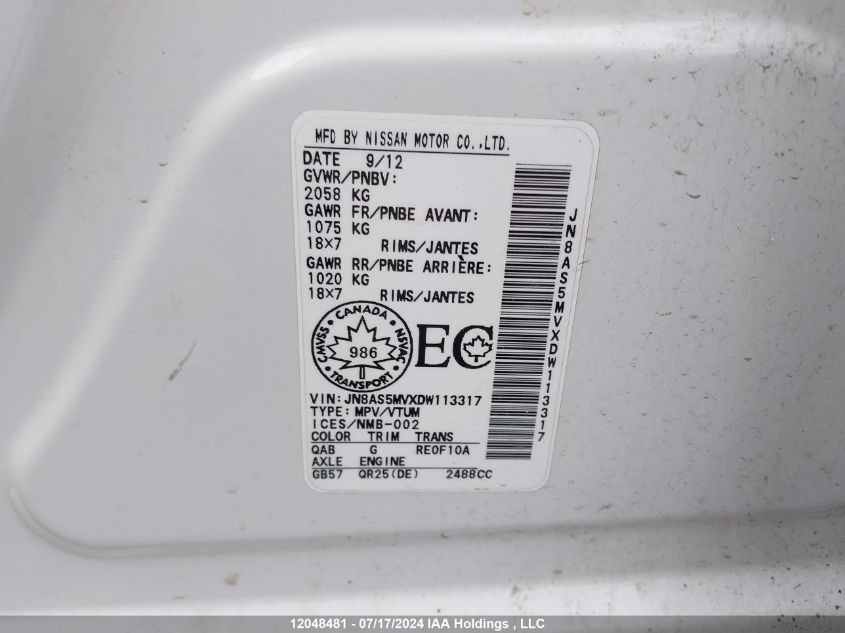 MFD BY NISSAN MOTOR CO.,LTD.
DATE 9/12
GVWR/PNBV:
2058 KG
GAWR FR/PNBE AVANT:
1075 KG
18×7 RIMS/JANTES
GAWR RR/PNBE ARRIÈRE:
1020 KG
18×7 RIMS/JANTES
CANADA
CMVSS
986
NSVAC
TRANSPORT
EC
VIN:JN8AS5MVXDW113317
TYPE:MPV/VTUM
ICES/NMB-002
COLOR TRIM TRANS
QAB G RE0F10A
AXLE ENGINE
GB57 QR25(DE) 2488CC
JN8AS5MVXDW113317
12048481 - 07/17/2024 IAA Holdings , LLC